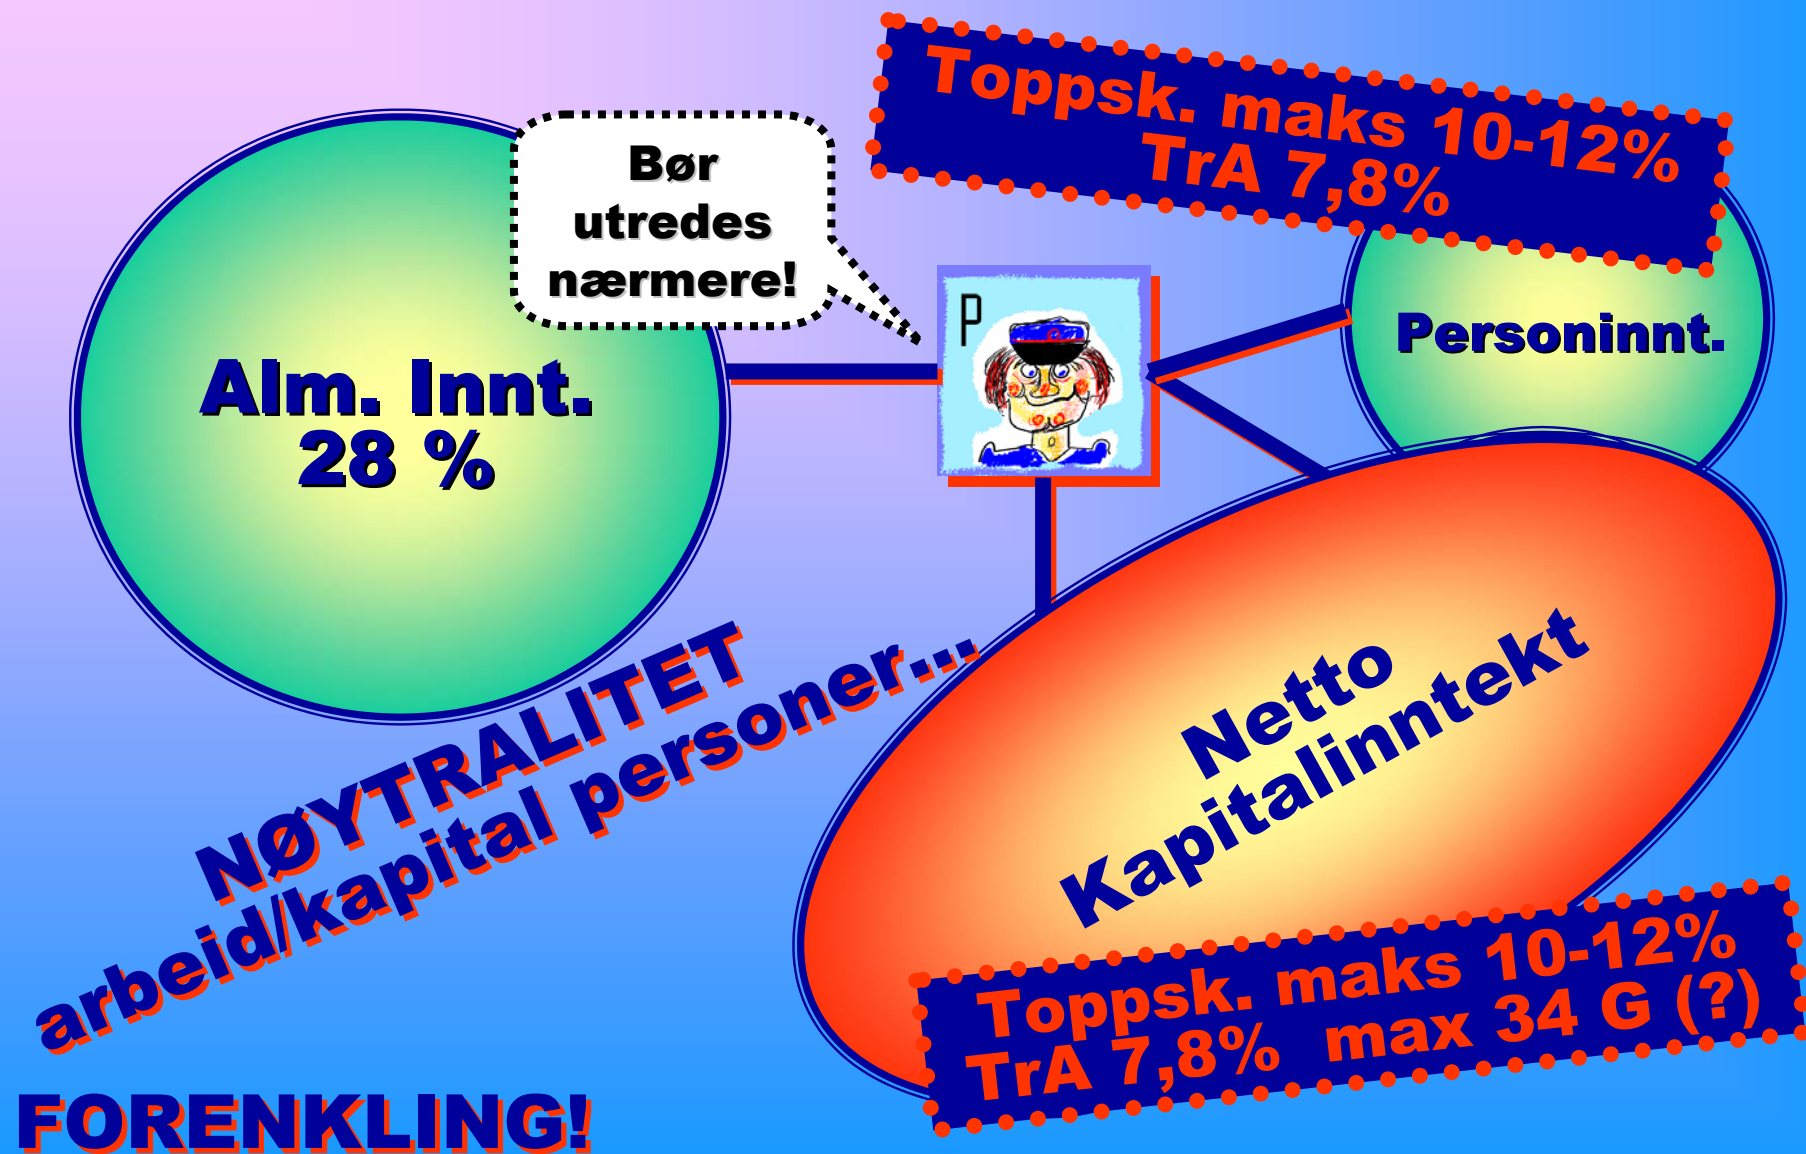 Toppsk. maks 10-12%
TrA 7,8%
Bør
utredes
nærmere!
P
Personinnt.
Alm. Innt.
28 %
Netto
Kapitalinntekt
NØYTRALITET
arbeid/kapital personer...
Toppsk. maks 10-12%
TrA 7,8% max 34 G (?)
FORENKLING!